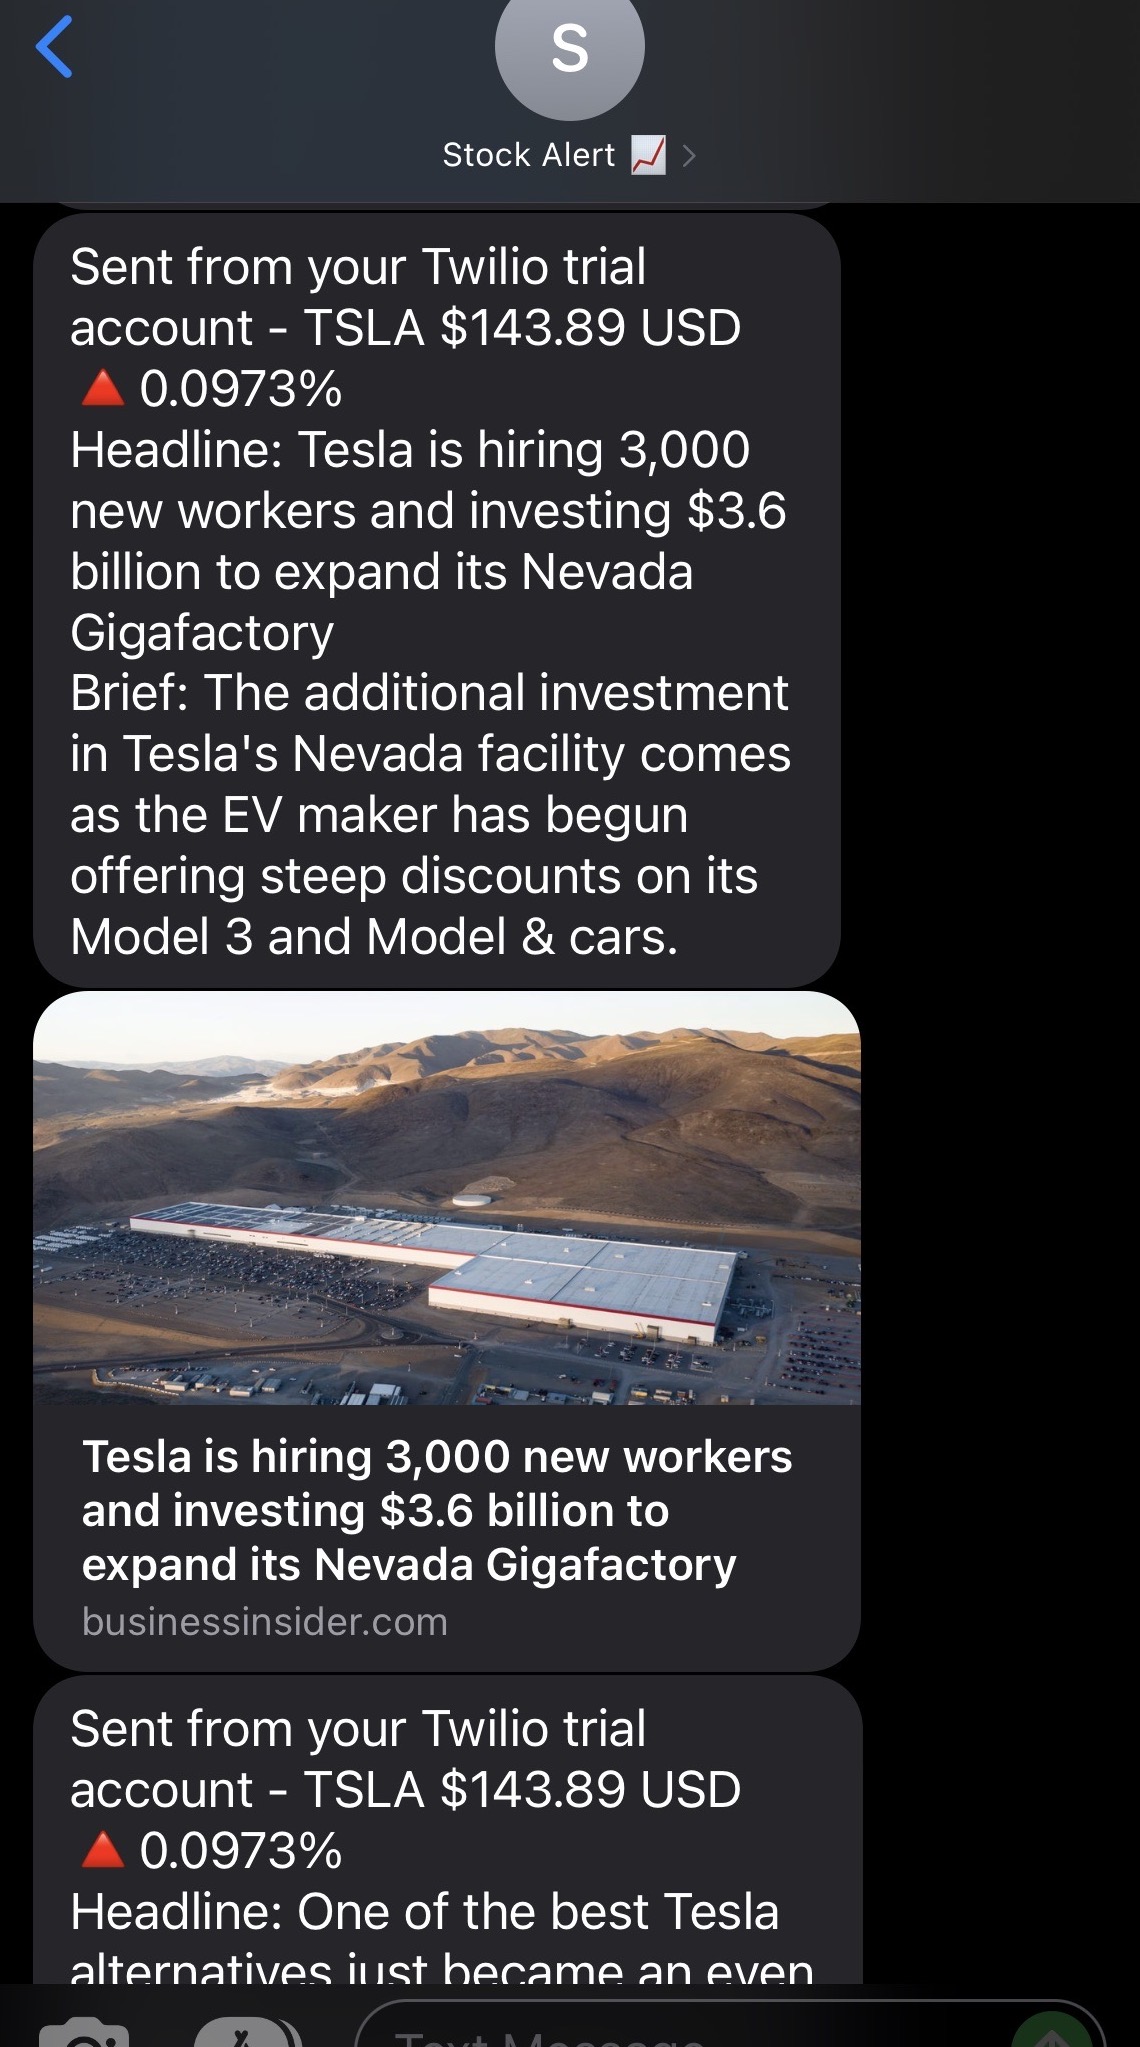 S
Stock Alert 📈 >
Sent from your Twilio trial
account - TSLA $143.89 USD
🔺 0.0973%
Headline: Tesla is hiring 3,000
new workers and investing $3.6
billion to expand its Nevada
Gigafactory
Brief: The additional investment
in Tesla's Nevada facility comes
as the EV maker has begun
offering steep discounts on its
Model 3 and Model & cars.
Tesla is hiring 3,000 new workers
and investing $3.6 billion to
expand its Nevada Gigafactory
businessinsider.com
Sent from your Twilio trial
account - TSLA $143.89 USD
🔺 0.0973%
Headline: One of the best Tesla
alternatives just became an even
Text Message